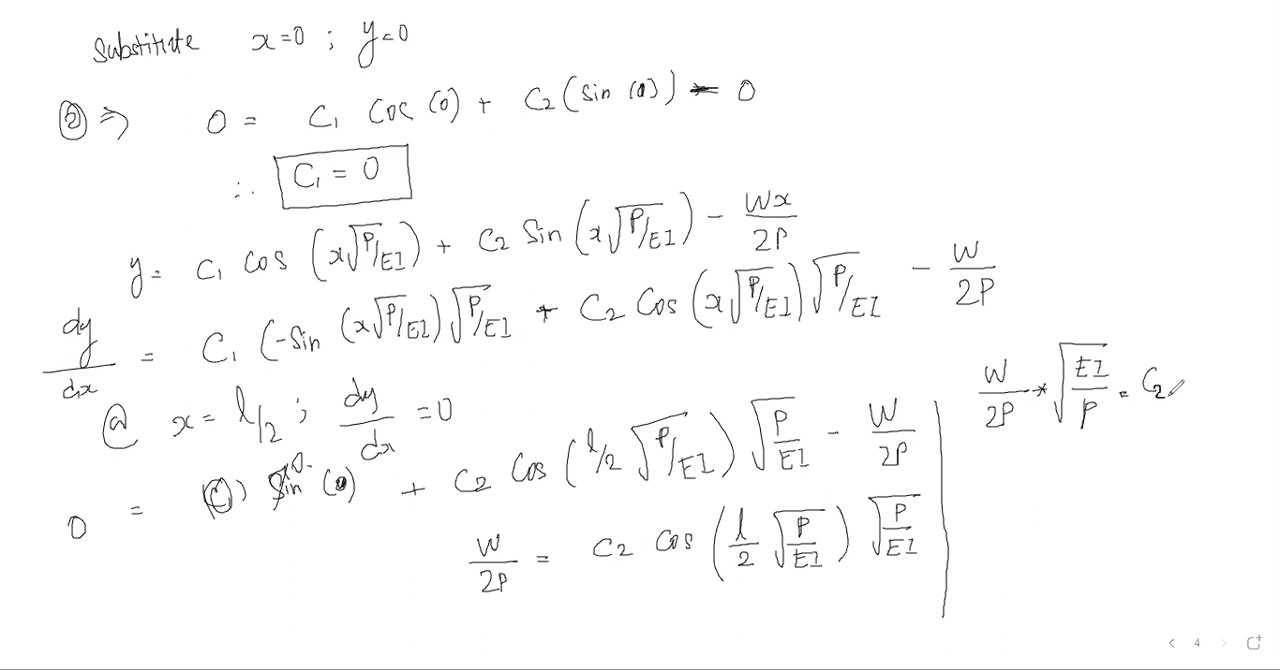 Substitute x=0 ; y=0
② ⇒ 0 = C₁ Cos (0) + C₂ (Sin (0)) - 0
∴ C₁ = 0
y = C₁ Cos (x√P/EI) + C₂ Sin (x√P/EI) - Wx/2P
dy/dx = C₁ (-Sin (x√P/EI) √P/EI + C₂ Cos (x√P/EI) √P/EI - W/2P
@ x = l/2 ; dy/dx = 0
0 = Sin (0) + C₂ Cos (l/2 √P/EI) √P/EI - W/2P
W/2P = C₂ Cos (l/2 √P/EI) √P/EI
W/2P * √EI/P = C₂
4